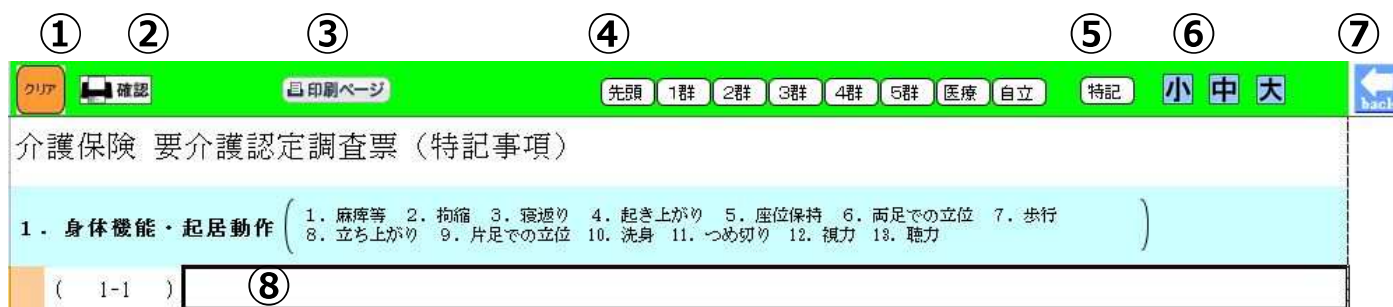 ① ② ③ ④ ⑤ ⑥ ⑦
クリア 確認 印刷ページ 先頭 1群 2群 3群 4群 5群 医療 自立 特記 小 中 大 back
介護保険 要介護認定調査票（特記事項）
1. 身体機能・起居動作
1. 麻痺等 2. 拘縮 3. 寝返り 4. 起き上がり 5. 座位保持 6. 両足での立位 7. 歩行
8. 立ち上がり 9. 片足での立位 10. 洗身 11. つめ切り 12. 視力 13. 聴力
( 1-1 ) ⑧